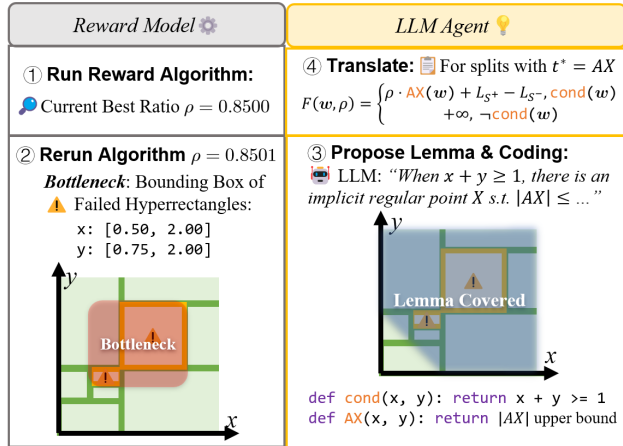 Reward Model
① Run Reward Algorithm:
Current Best Ratio ρ = 0.8500
② Rerun Algorithm ρ = 0.8501
Bottleneck: Bounding Box of
Failed Hyperrectangles:
x: [0.50, 2.00]
y: [0.75, 2.00]
y
Bottleneck
x
LLM Agent
④ Translate: For splits with t* = AX
F(w, ρ) = {ρ · AX(w) + L_{S⁺} − L_{S⁻}, cond(w)
+∞, ¬cond(w)
③ Propose Lemma & Coding:
LLM: “When x + y ≥ 1, there is an
implicit regular point X s.t. |AX| ≤ ...”
y
Lemma Covered
x
def cond(x, y): return x + y >= 1
def AX(x, y): return |AX| upper bound